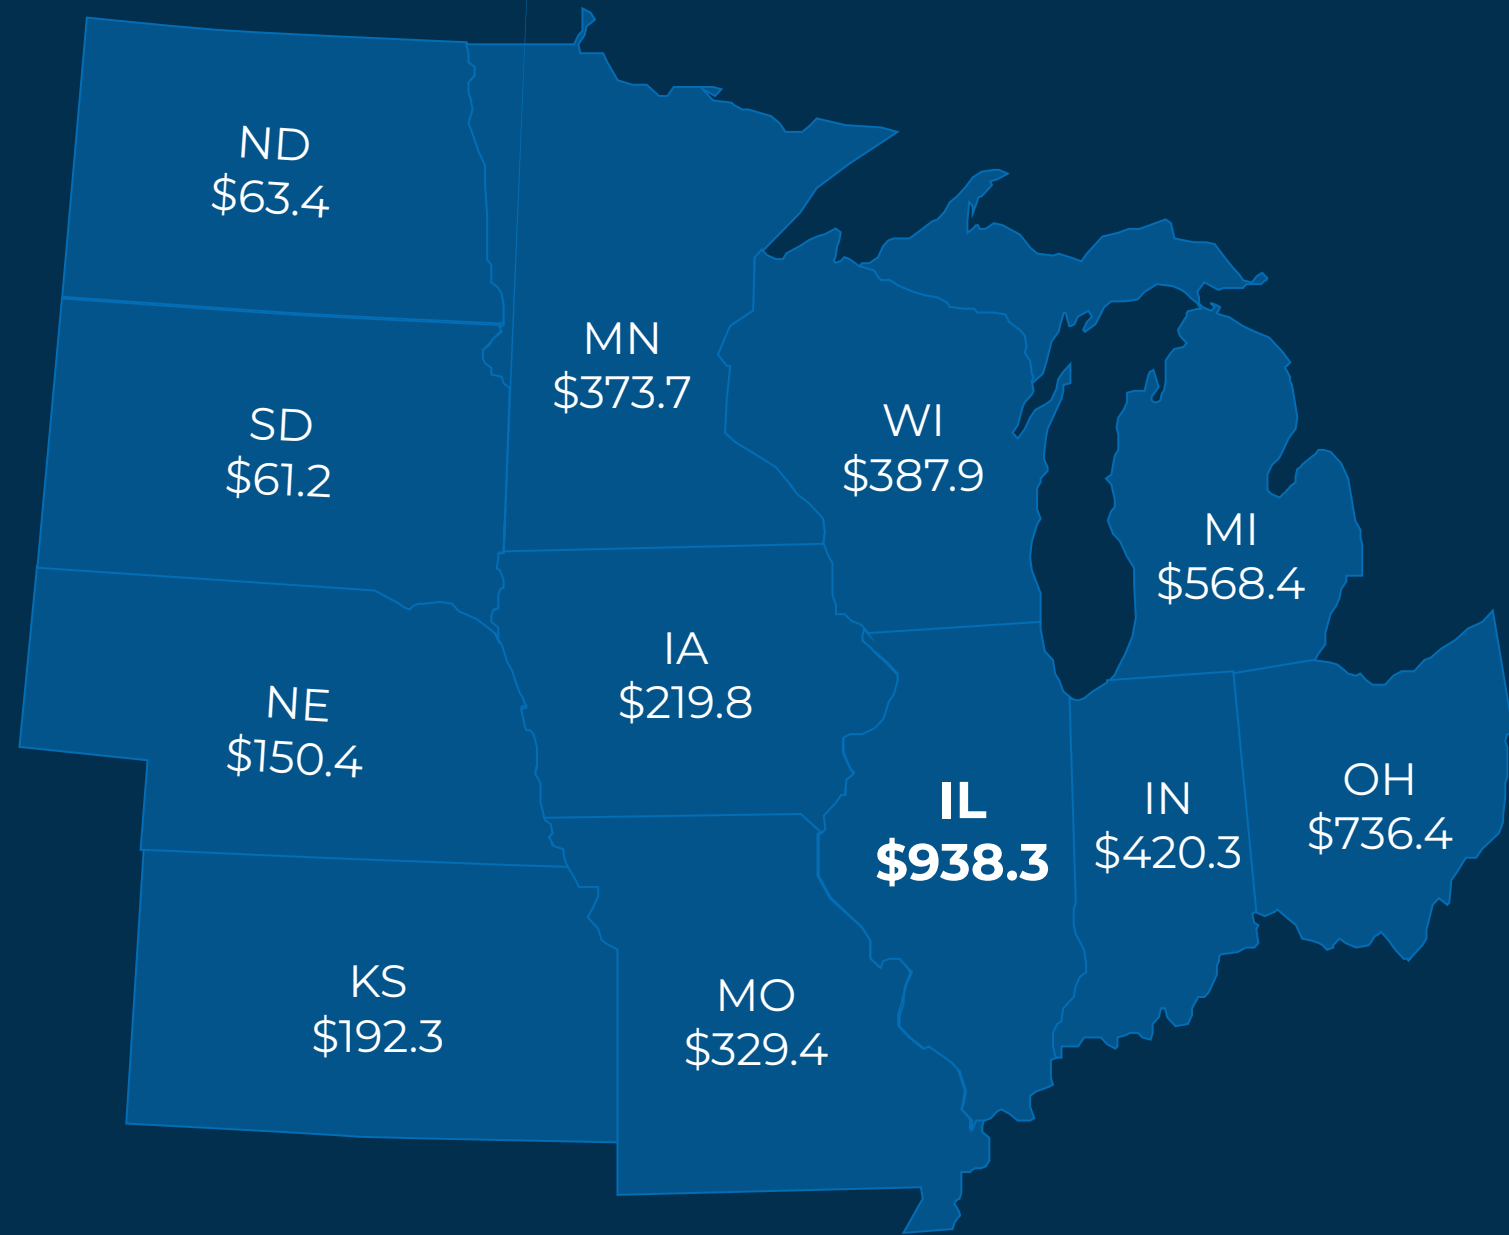 ND
$63.4
MN
$373.7
SD
$61.2
WI
$387.9
MI
$568.4
IA
$219.8
NE
$150.4
IL
$938.3
IN
$420.3
OH
$736.4
KS
$192.3
MO
$329.4